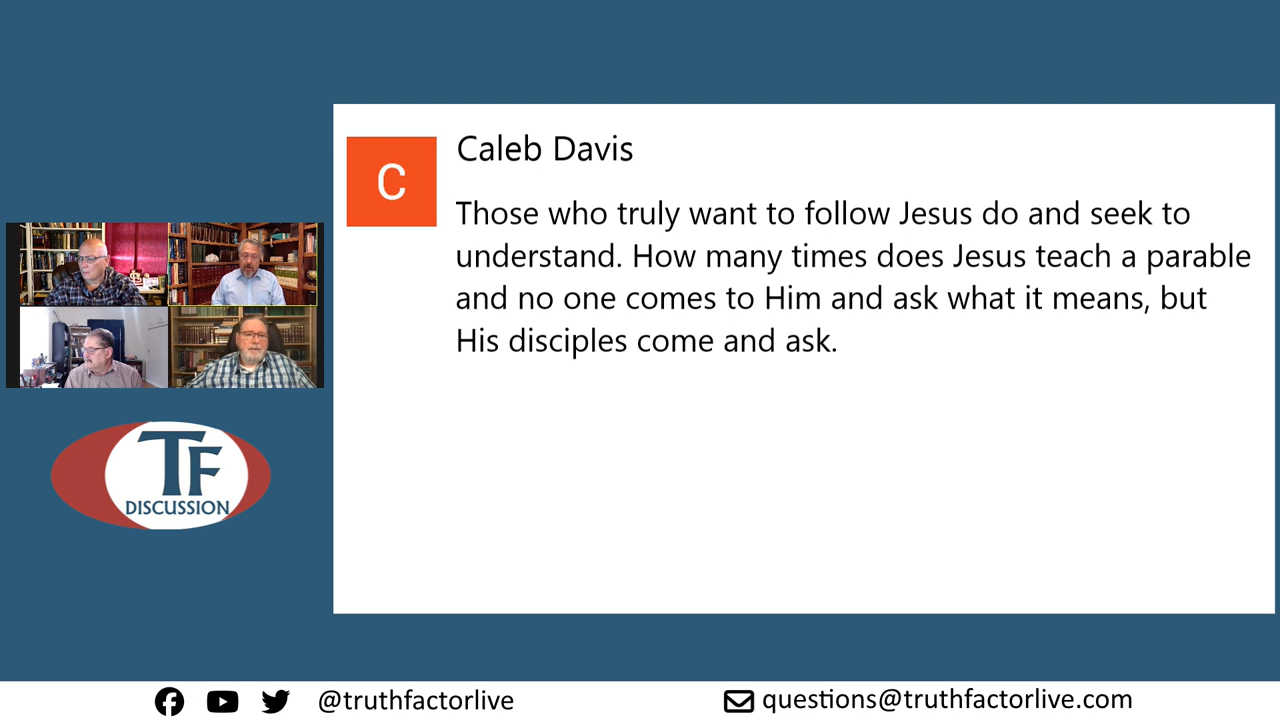 C
Caleb Davis
Those who truly want to follow Jesus do and seek to
understand. How many times does Jesus teach a parable
and no one comes to Him and ask what it means, but
His disciples come and ask.
TF
DISCUSSION
@truthfactorlive
questions@truthfactorlive.com